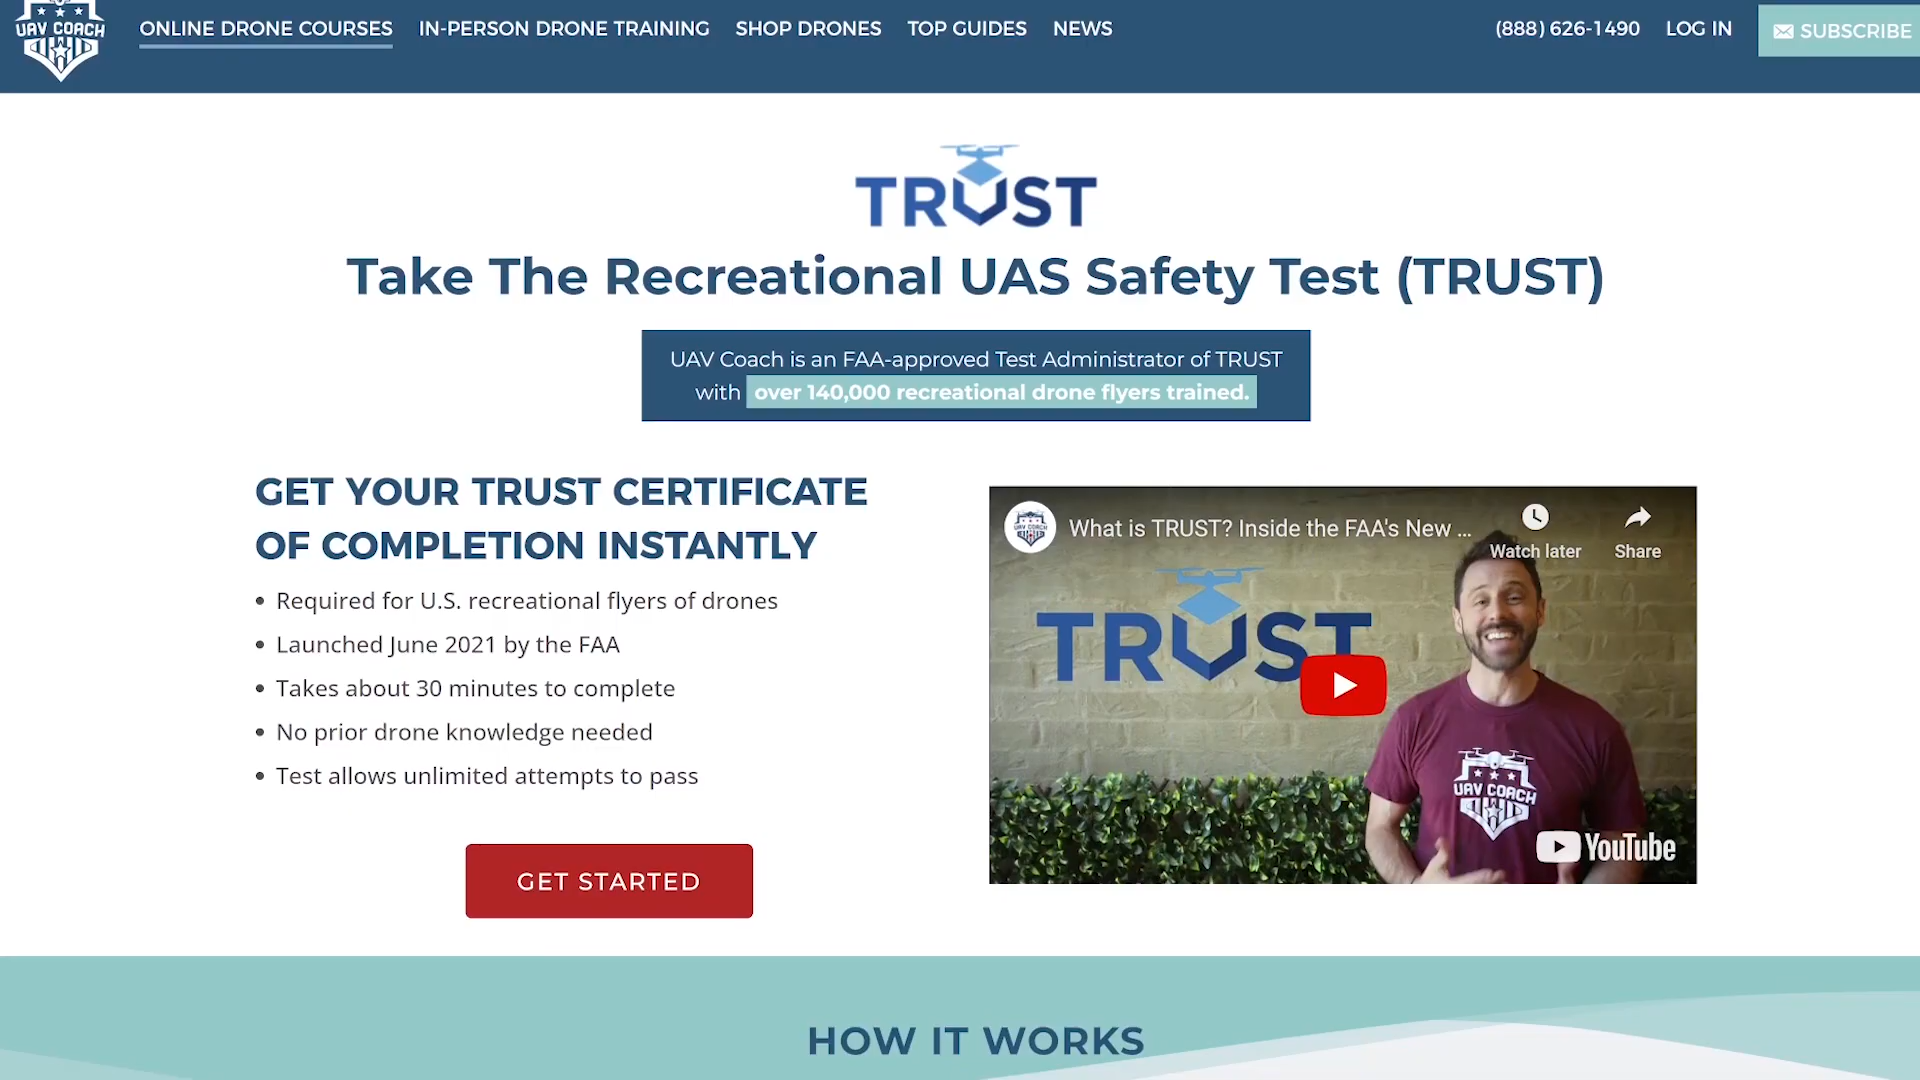 UAV COACH
ONLINE DRONE COURSES
IN-PERSON DRONE TRAINING
SHOP DRONES
TOP GUIDES
NEWS
(888) 626-1490
LOG IN
SUBSCRIBE
TRUST
Take The Recreational UAS Safety Test (TRUST)
UAV Coach is an FAA-approved Test Administrator of TRUST
with over 140,000 recreational drone flyers trained.
GET YOUR TRUST CERTIFICATE
OF COMPLETION INSTANTLY
• Required for U.S. recreational flyers of drones
• Launched June 2021 by the FAA
• Takes about 30 minutes to complete
• No prior drone knowledge needed
• Test allows unlimited attempts to pass
GET STARTED
UAV COACH
What is TRUST? Inside the FAA's New ...
Watch later
Share
TRUST
UAV COACH
YouTube
HOW IT WORKS